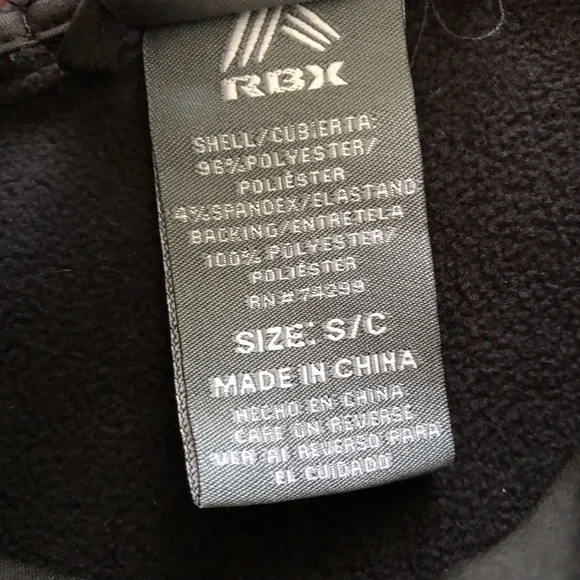 RBX
SHELL/CUBIERTA:
96%POLYESTER/
POLIÉSTER
4%SPANDEX/ELASTANO
BACKING/ENTRETELA
100% POLYESTER/
POLIÉSTER
RN#74299
SIZE: S/C
MADE IN CHINA
HECHO EN CHINA
CARE ON REVERSE
VER Al REVERSO PARA
EL CUIDADO